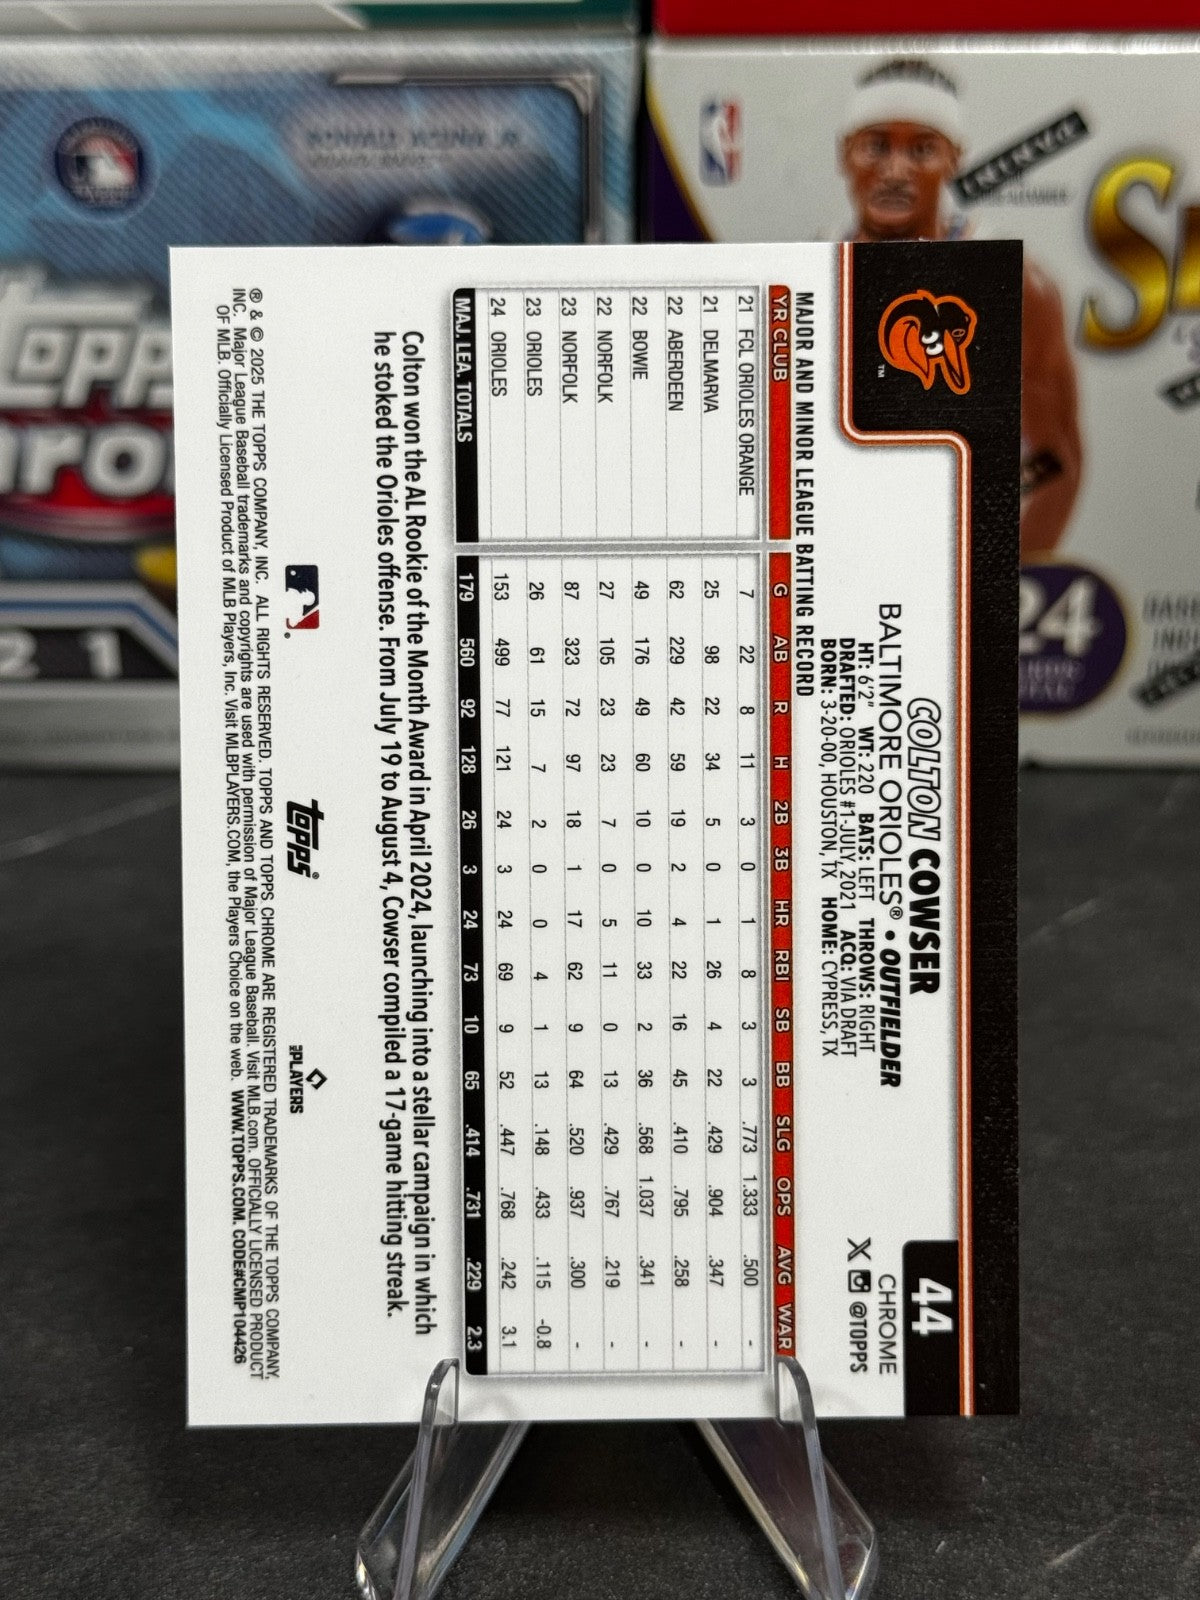 COLTON COWSER
BALTIMORE ORIOLES® • OUTFIELDER
HT: 6'2" WT: 220 BATS: LEFT THROWS: RIGHT
DRAFTED: ORIOLES #1-JULY, 2021 ACQ: VIA DRAFT
BORN: 3-20-00, HOUSTON, TX HOME: CYPRESS, TX
44
CHROME
X @TOPPS
TM
MAJOR AND MINOR LEAGUE BATTING RECORD
YR CLUB G AB R H 2B 3B HR RBI SB BB SLG OPS AVG WAR
21 FCL ORIOLES ORANGE 7 22 8 11 3 0 1 8 3 3 .773 1.333 .500 -
21 DELMARVA 25 98 22 34 5 0 1 26 4 22 .429 .904 .347 -
22 ABERDEEN 62 229 42 59 19 2 4 22 16 45 .410 .795 .258 -
22 BOWIE 49 176 49 60 10 0 10 33 2 36 .568 1.037 .341 -
22 NORFOLK 27 105 23 23 7 0 5 11 0 13 .429 .767 .219 -
23 NORFOLK 87 323 72 97 18 1 17 62 9 64 .520 .937 .300 -
23 ORIOLES 26 61 15 7 2 0 0 4 1 13 .148 .433 .115 -0.8
24 ORIOLES 153 499 77 121 24 3 24 69 9 52 .447 .768 .242 3.1
MAJ. LEA. TOTALS 179 560 92 128 26 3 24 73 10 65 .414 .731 .229 2.3
Colton won the AL Rookie of the Month Award in April 2024, launching into a stellar campaign in which
he stoked the Orioles offense. From July 19 to August 4, Cowser compiled a 17-game hitting streak.
topps®
PLAYERS
® & © 2025 THE TOPPS COMPANY, INC. ALL RIGHTS RESERVED. TOPPS AND TOPPS CHROME ARE REGISTERED TRADEMARKS OF THE TOPPS COMPANY,
INC. Major League Baseball trademarks and copyrights are used with permission of Major League Baseball. Visit MLB.com. OFFICIALLY LICENSED PRODUCT
OF MLB. Officially Licensed Product of MLB Players, Inc. Visit MLBPLAYERS.COM, the Players Choice on the web. WWW.TOPPS.COM. CODE#CMP104426
RONALD ACUÑA JR.
topps
21
24